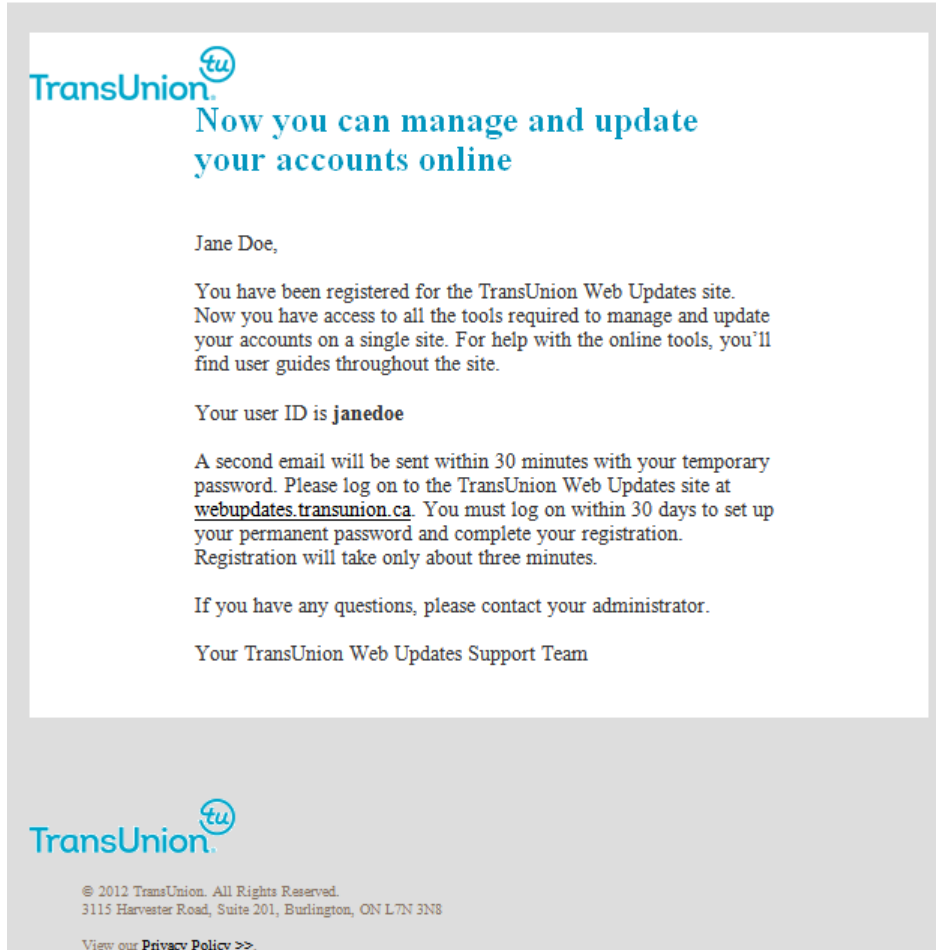 tu
TransUnion.
Now you can manage and update
your accounts online
Jane Doe,
You have been registered for the TransUnion Web Updates site.
Now you have access to all the tools required to manage and update
your accounts on a single site. For help with the online tools, you’ll
find user guides throughout the site.
Your user ID is janedoe
A second email will be sent within 30 minutes with your temporary
password. Please log on to the TransUnion Web Updates site at
webupdates.transunion.ca. You must log on within 30 days to set up
your permanent password and complete your registration.
Registration will take only about three minutes.
If you have any questions, please contact your administrator.
Your TransUnion Web Updates Support Team
tu
TransUnion.
© 2012 TransUnion. All Rights Reserved.
3115 Harvester Road, Suite 201, Burlington, ON L7N 3N8
View our Privacy Policy >>.